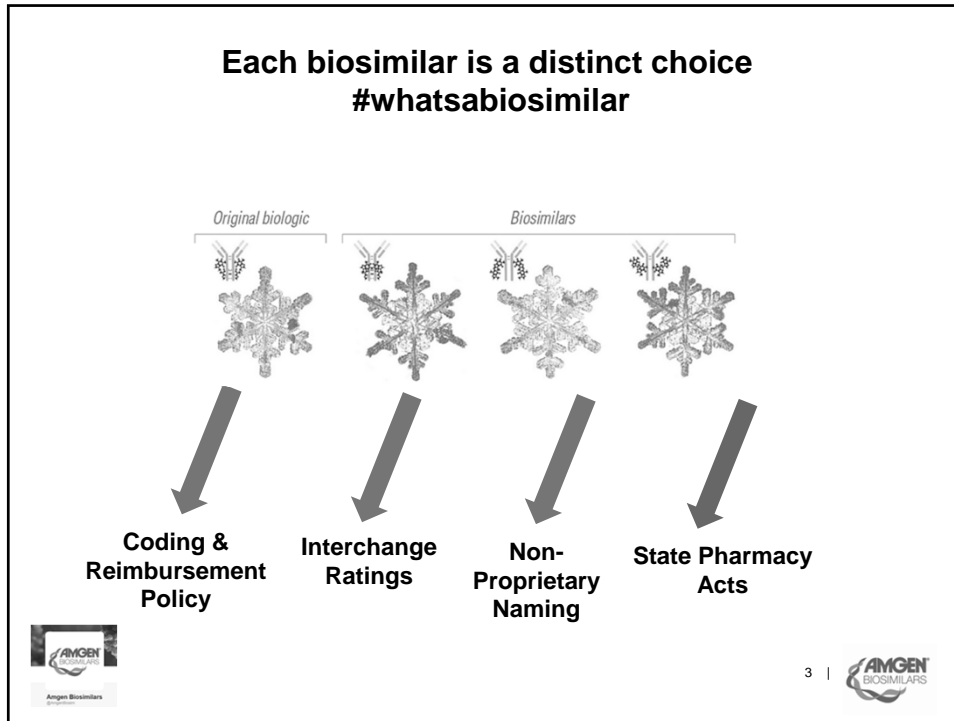 Each biosimilar is a distinct choice
#whatsabiosimilar
Original biologic
Biosimilars
Coding &
Reimbursement
Policy
Interchange
Ratings
Non-
Proprietary
Naming
State Pharmacy
Acts
AMGEN
BIOSIMILARS
Amgen Biosimilars
3 |
AMGEN®
BIOSIMILARS